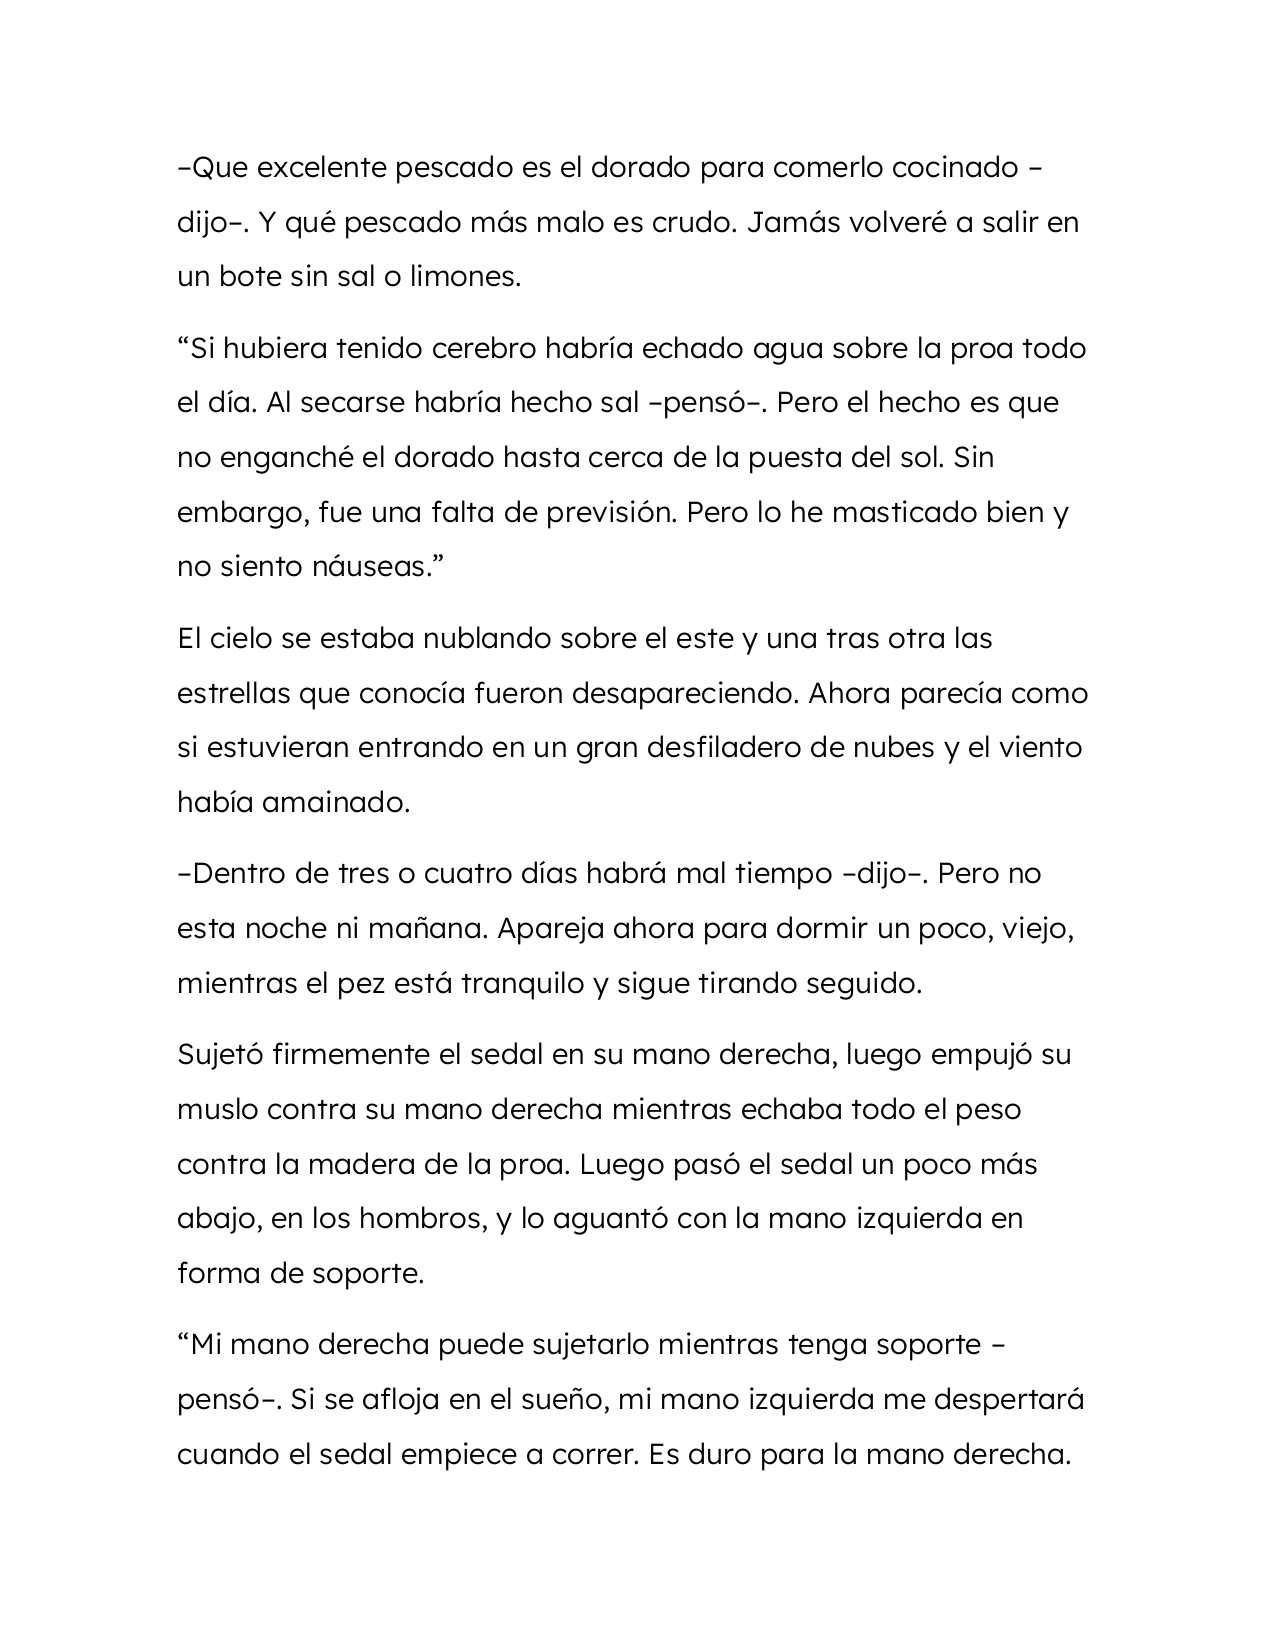 –Que excelente pescado es el dorado para comerlo cocinado –
dijo–. Y qué pescado más malo es crudo. Jamás volveré a salir en
un bote sin sal o limones.
“Si hubiera tenido cerebro habría echado agua sobre la proa todo
el día. Al secarse habría hecho sal –pensó–. Pero el hecho es que
no enganché el dorado hasta cerca de la puesta del sol. Sin
embargo, fue una falta de previsión. Pero lo he masticado bien y
no siento náuseas.”
El cielo se estaba nublando sobre el este y una tras otra las
estrellas que conocía fueron desapareciendo. Ahora parecía como
si estuvieran entrando en un gran desfiladero de nubes y el viento
había amainado.
–Dentro de tres o cuatro días habrá mal tiempo –dijo–. Pero no
esta noche ni mañana. Apareja ahora para dormir un poco, viejo,
mientras el pez está tranquilo y sigue tirando seguido.
Sujetó firmemente el sedal en su mano derecha, luego empujó su
muslo contra su mano derecha mientras echaba todo el peso
contra la madera de la proa. Luego pasó el sedal un poco más
abajo, en los hombros, y lo aguantó con la mano izquierda en
forma de soporte.
“Mi mano derecha puede sujetarlo mientras tenga soporte –
pensó–. Si se afloja en el sueño, mi mano izquierda me despertará
cuando el sedal empiece a correr. Es duro para la mano derecha.